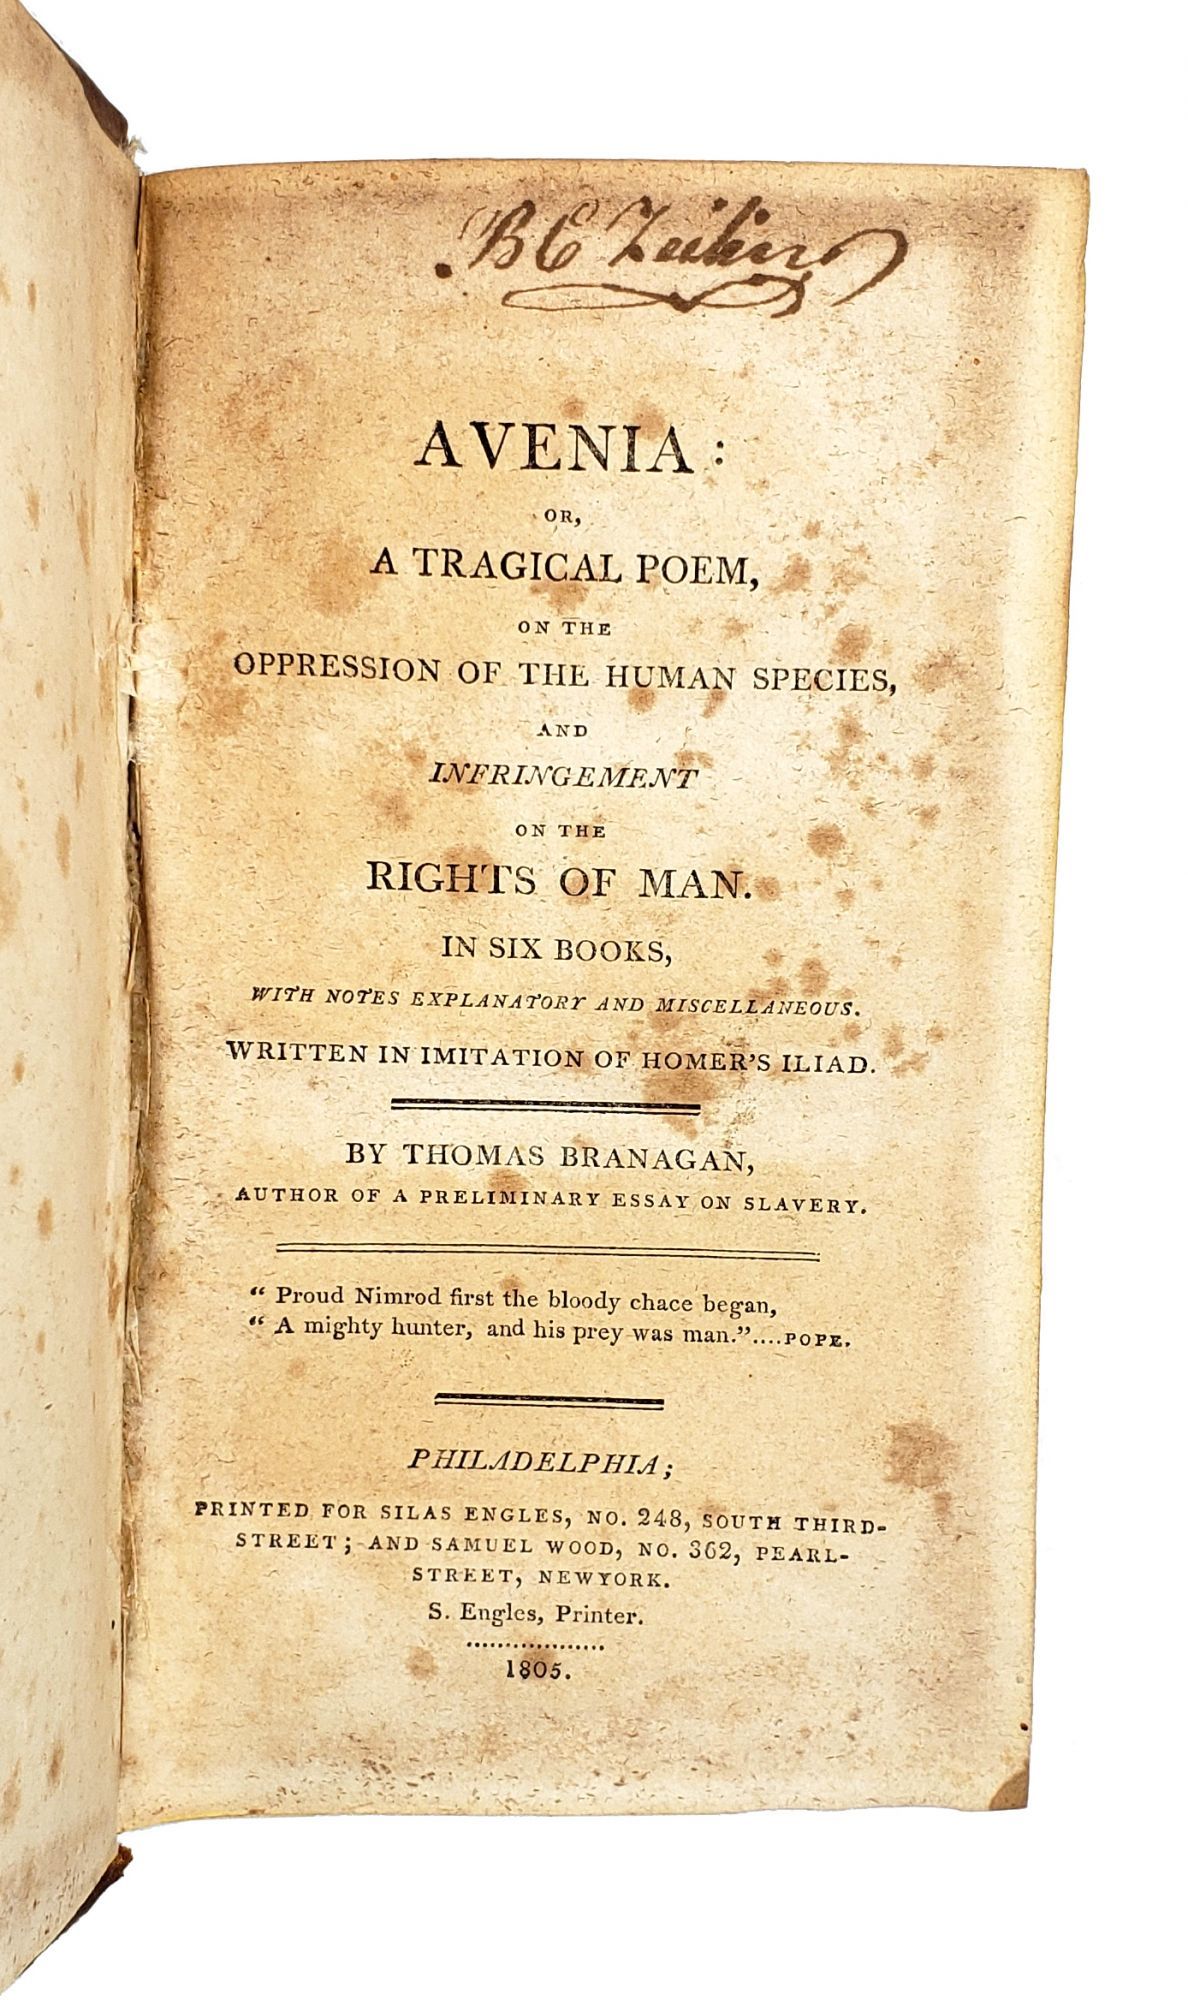 B E
AVENIA:
OR,
A TRAGICAL POEM,
ON THE
OPPRESSION OF THE HUMAN SPECIES,
AND
INFRINGEMENT
ON THE
RIGHTS OF MAN.
IN SIX BOOKS,
WITH NOTES EXPLANATORY AND MISCELLANEOUS.
WRITTEN IN IMITATION OF HOMER'S ILIAD.
BY THOMAS BRANAGAN,
AUTHOR OF A PRELIMINARY ESSAY ON SLAVERY.
“ Proud Nimrod first the bloody chace began,
“ A mighty hunter, and his prey was man.”....POPE.
PHILADELPHIA;
PRINTED FOR SILAS ENGLES, NO. 248, SOUTH THIRD-
STREET; AND SAMUEL WOOD, NO. 362, PEARL-
STREET, NEWYORK.
S. Engles, Printer.
1805.